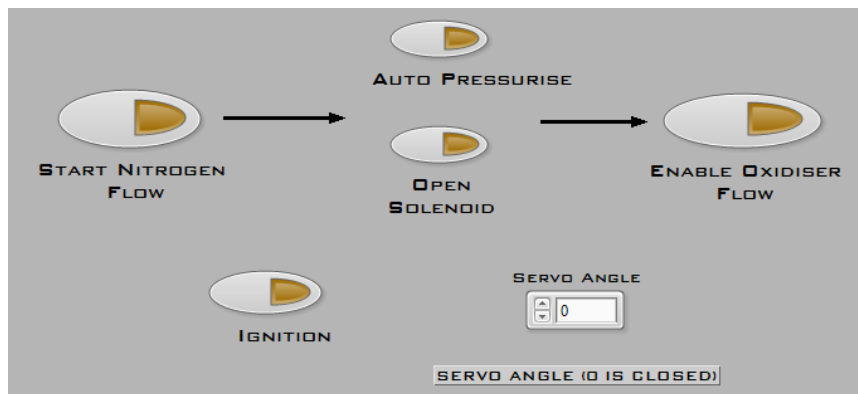 AUTO PRESSURISE
START NITROGEN
FLOW
OPEN
SOLENOID
ENABLE OXIDISER
FLOW
IGNITION
SERVO ANGLE
0
SERVO ANGLE (0 IS CLOSED)